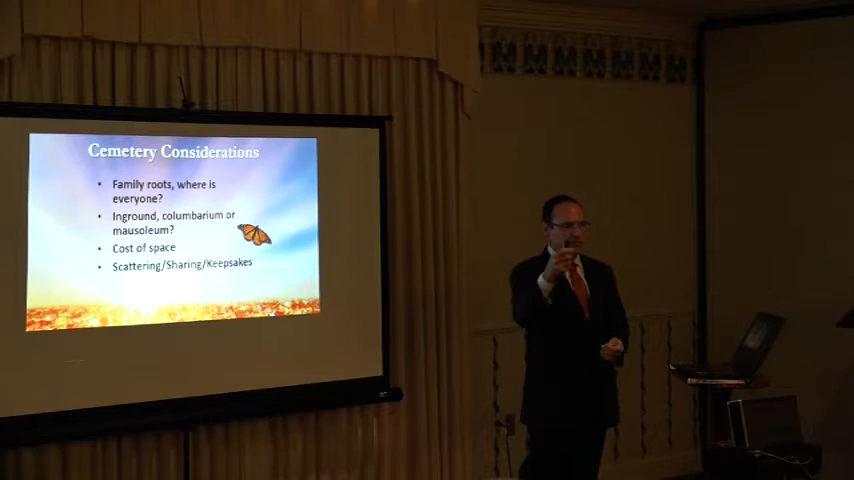 Cemetery Considerations
• Family roots, where is
everyone?
• Inground, columbarium or
mausoleum?
• Cost of space
• Scattering/Sharing/Keepsakes